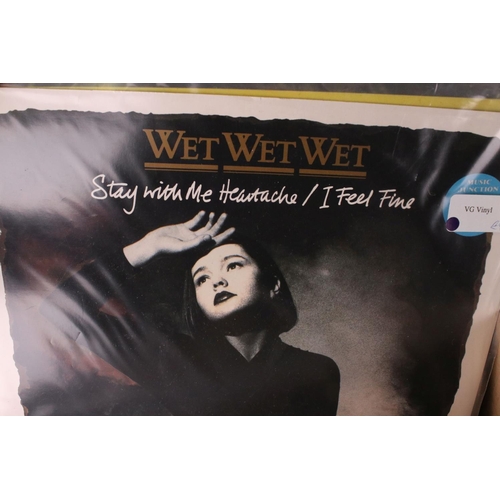 WET WET WET
Stay with Me Heartache / I Feel Fine
MUSIC
JUNCTION
VG Vinyl